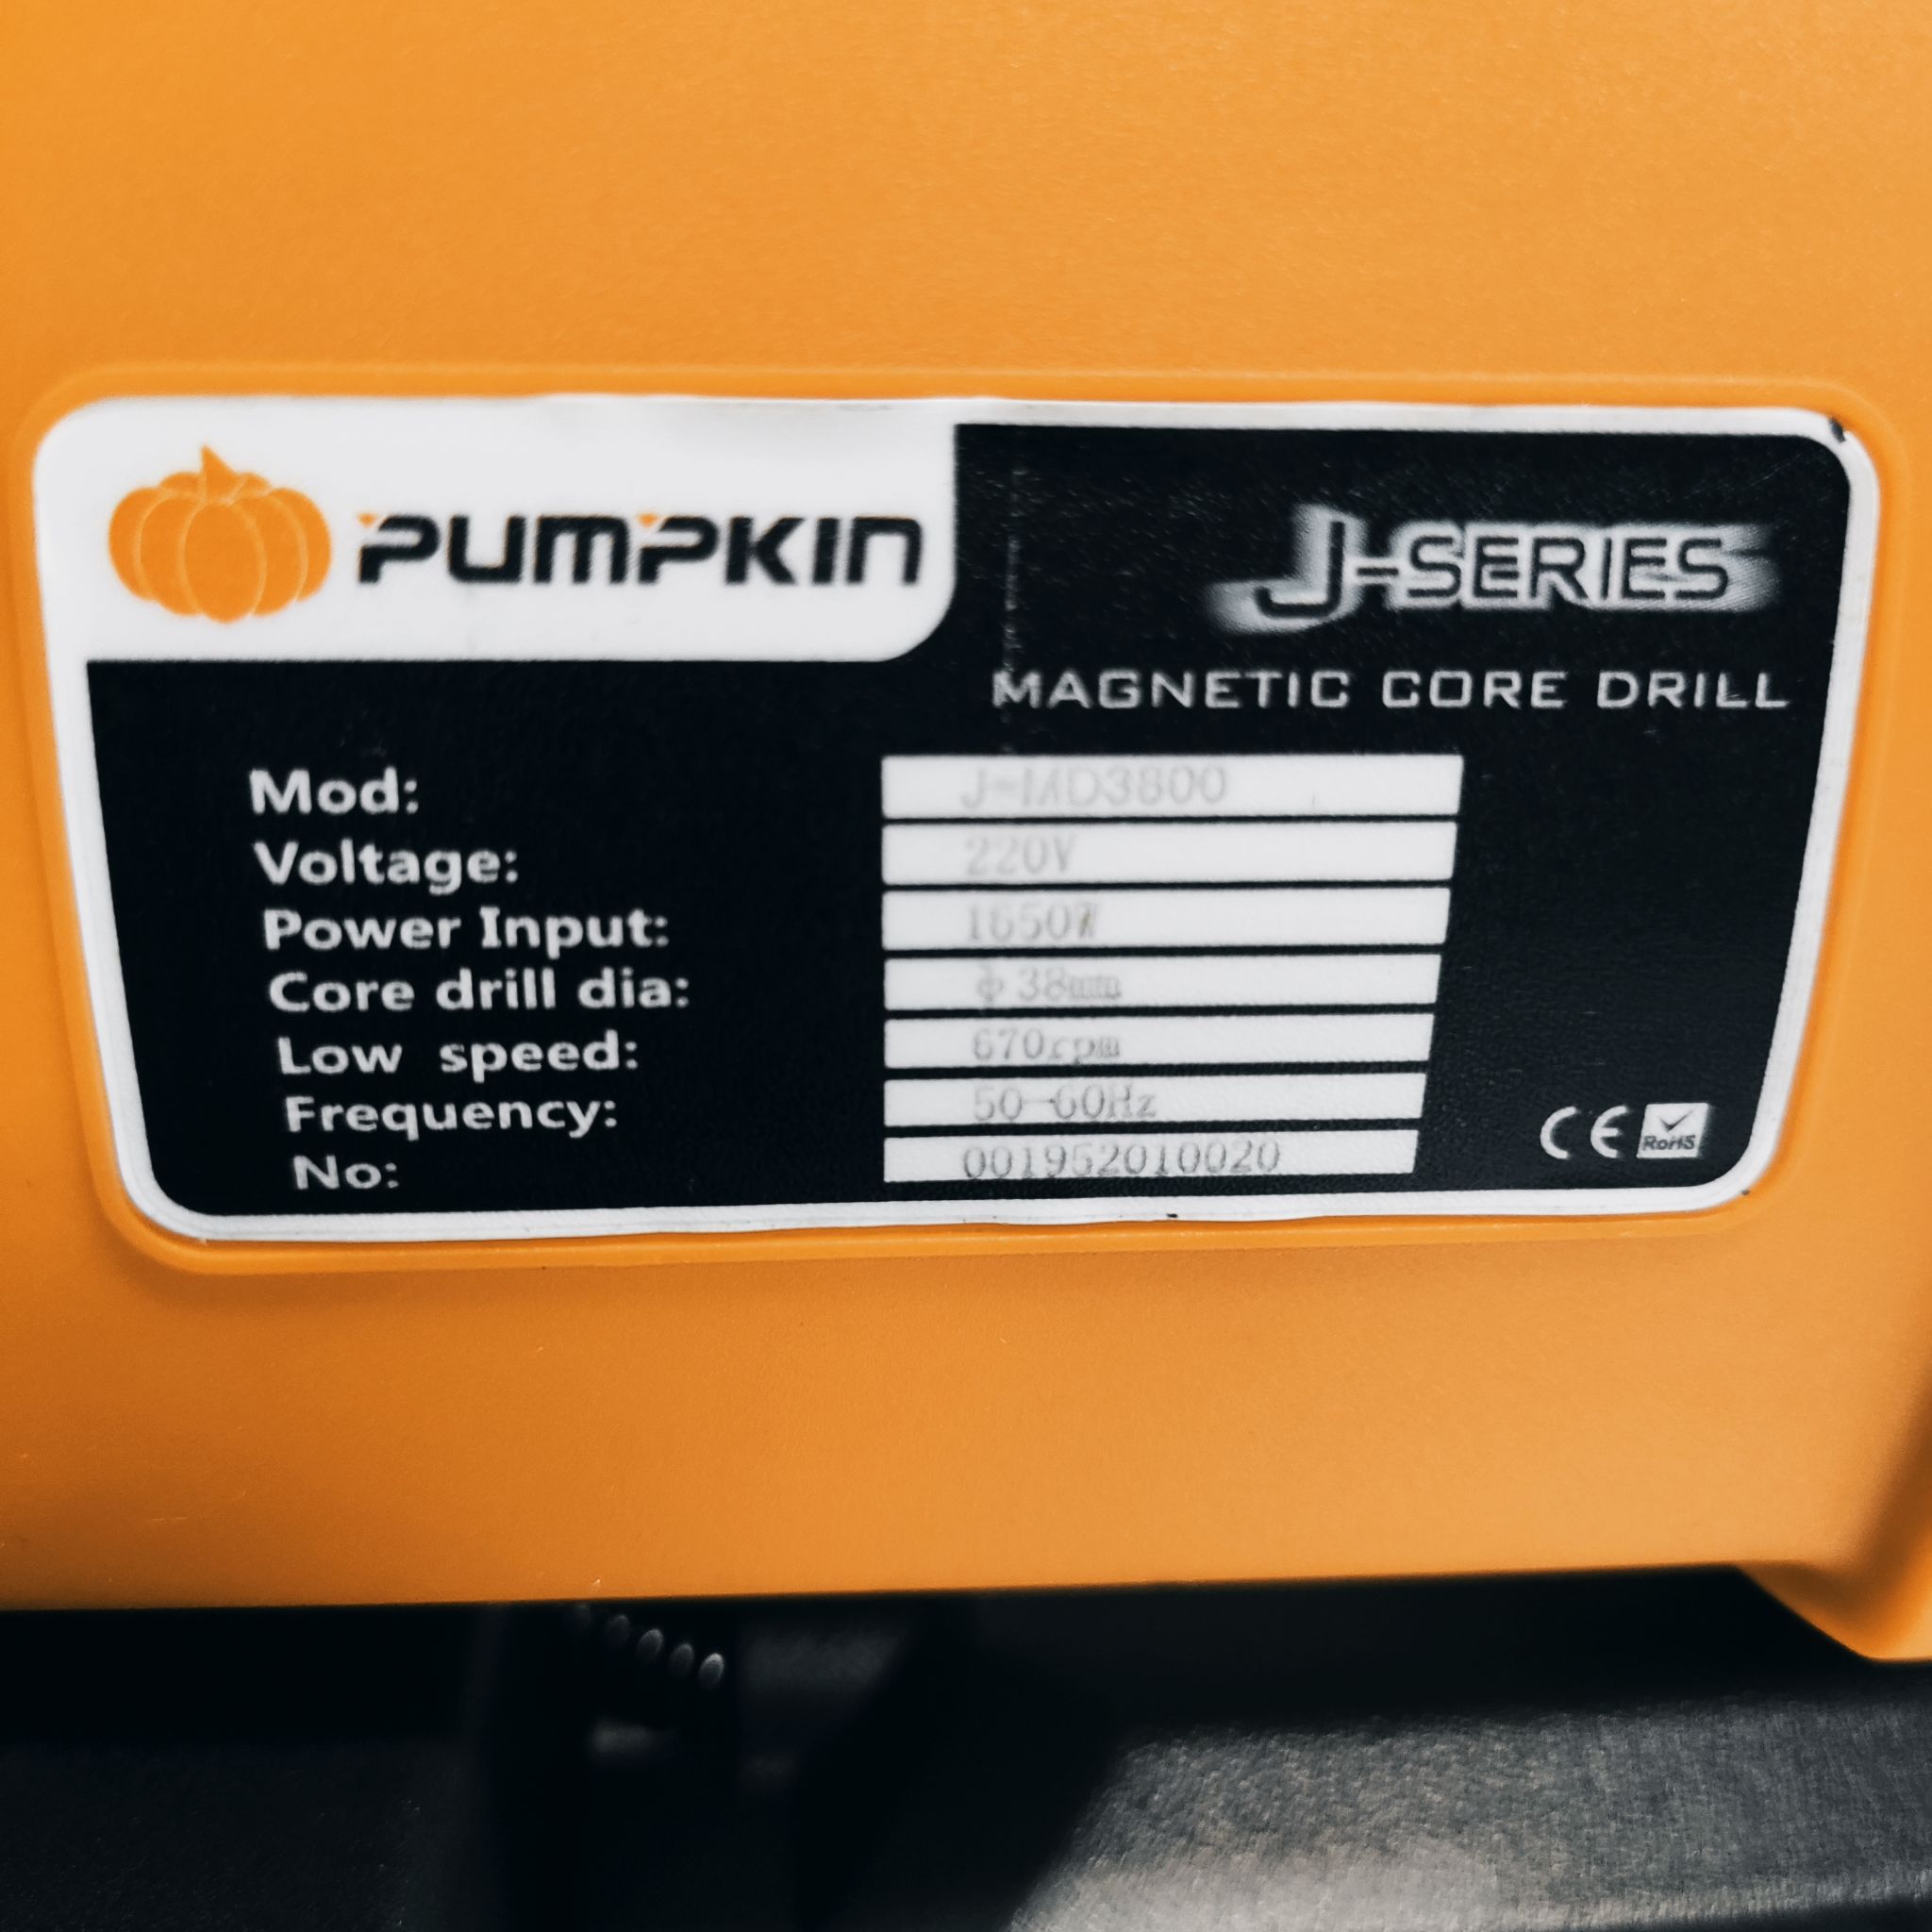 PUMPKIN
J-SERIES
MAGNETIC CORE DRILL
Mod: J-MD3800
Voltage: 220V
Power Input: 1650W
Core drill dia: ϕ38mm
Low speed: 670rpm
Frequency: 50-60Hz
No: 001952010020
CE RoHS